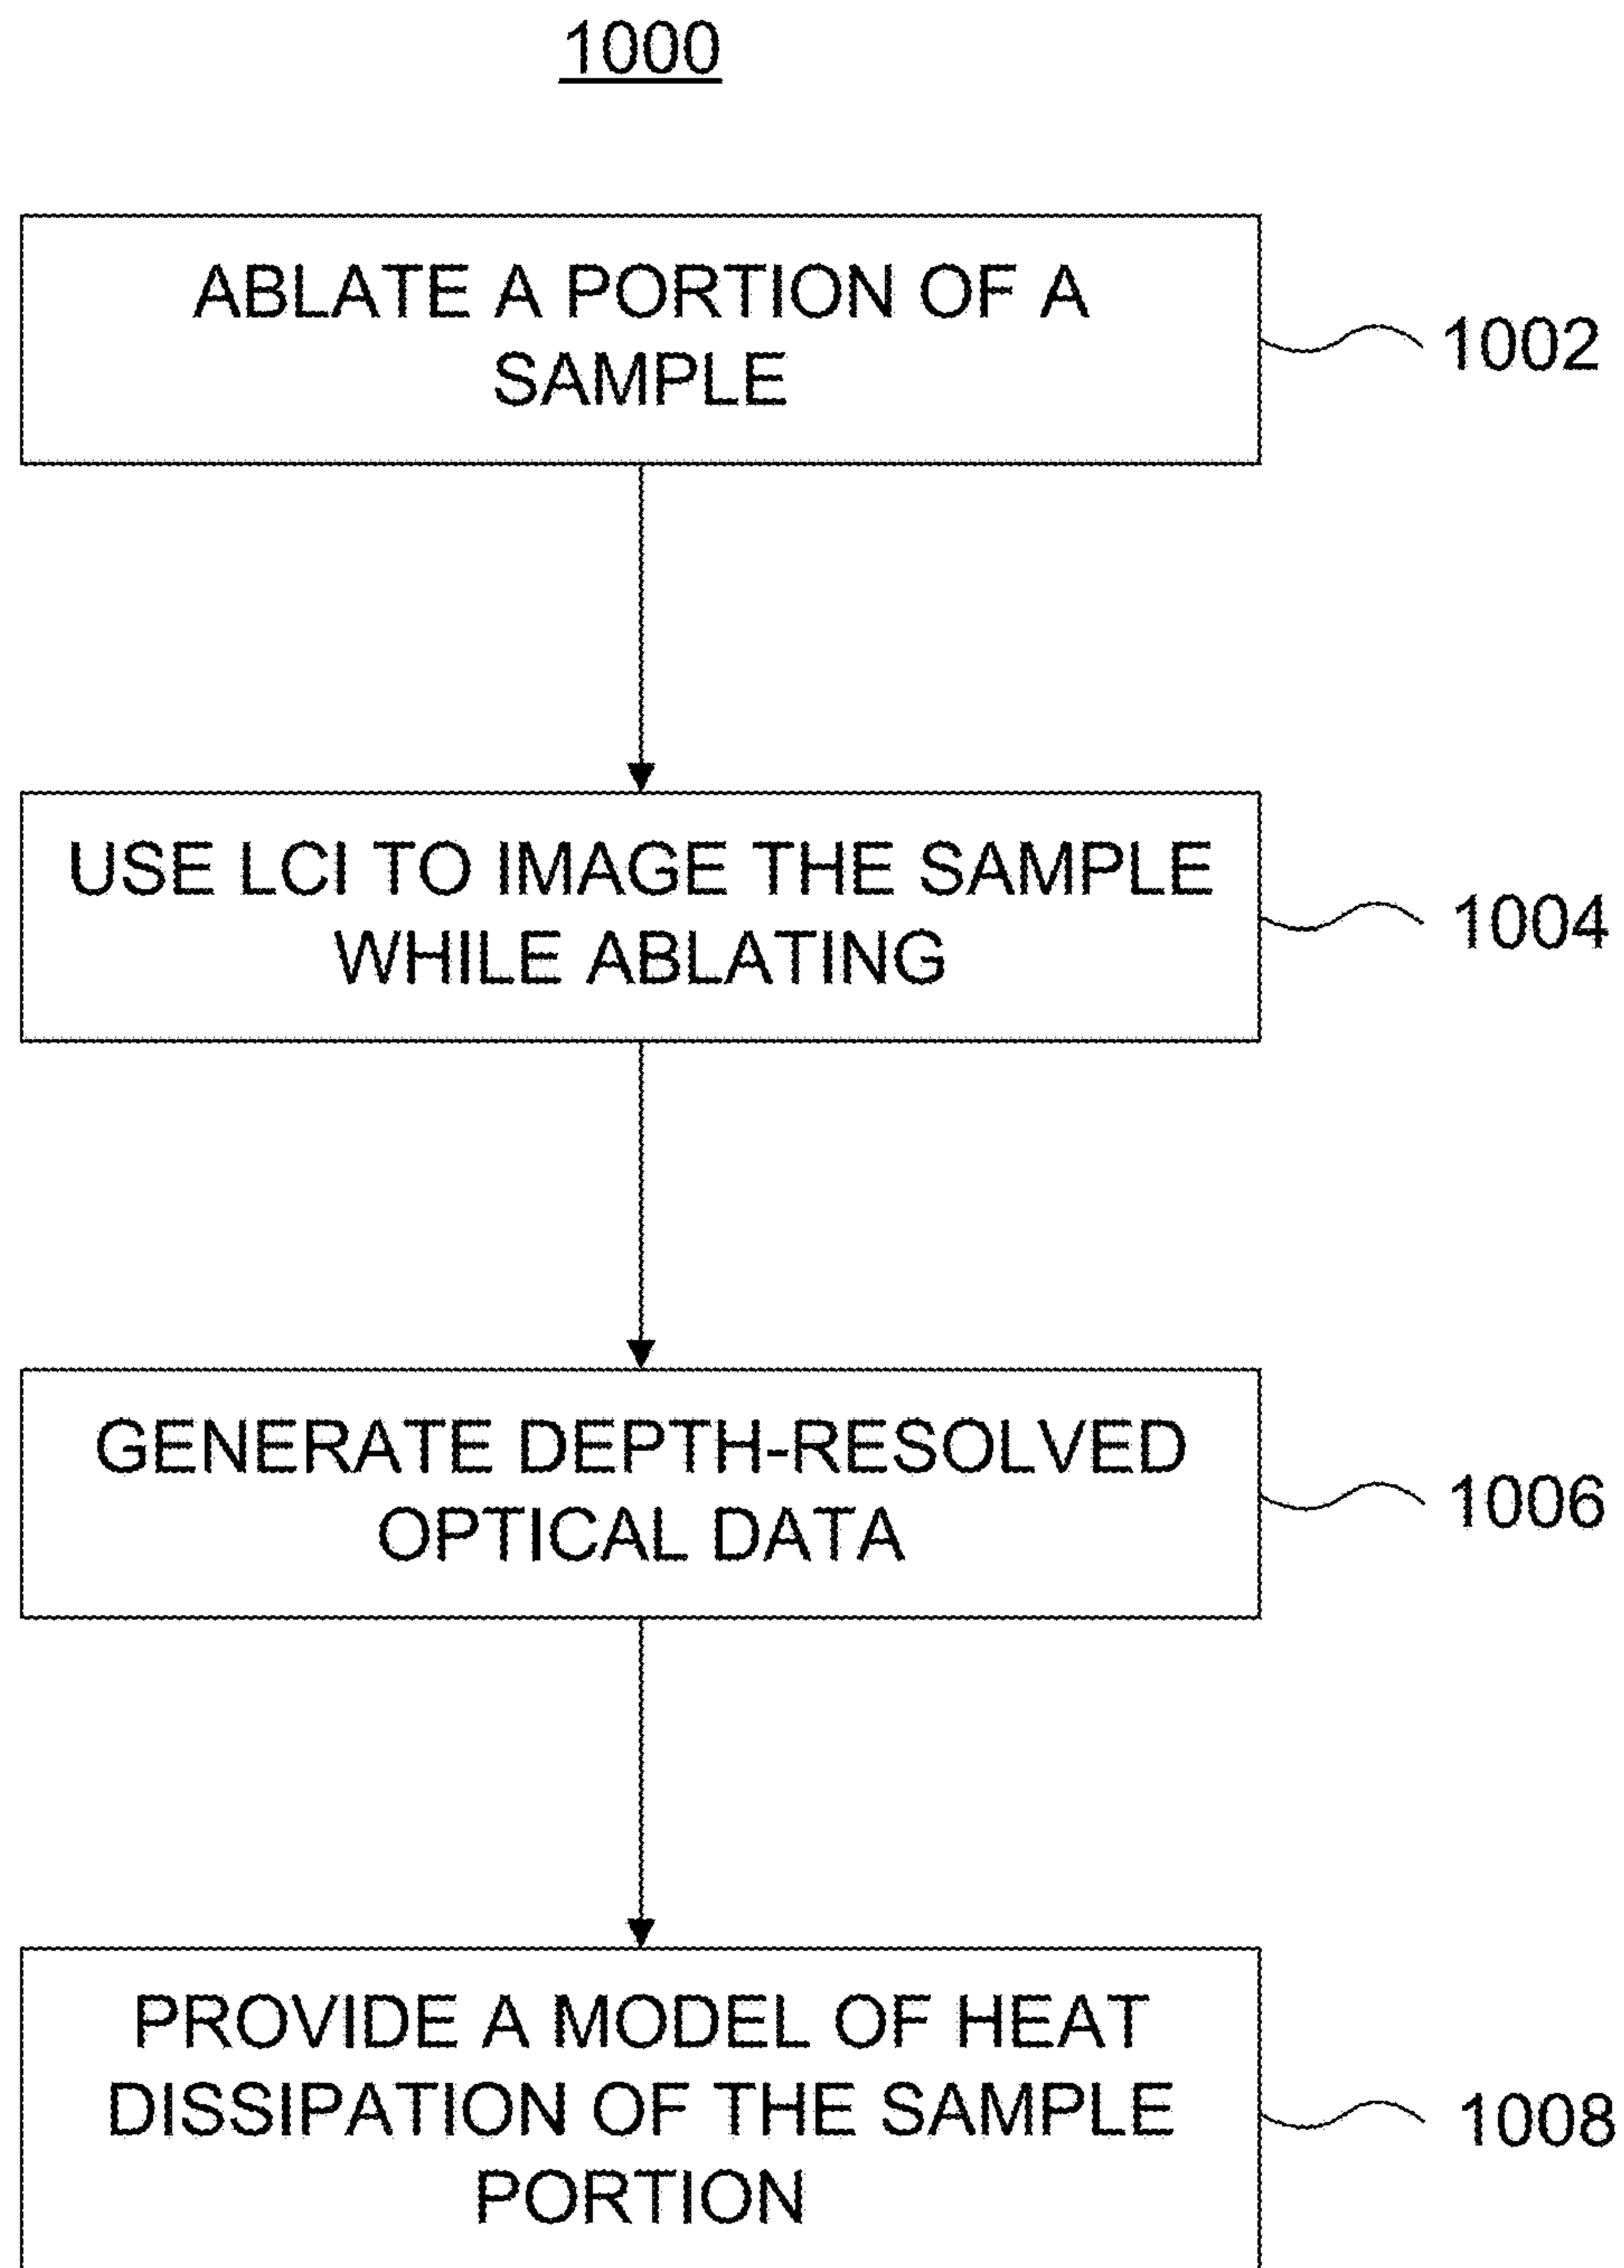 1000
ABLATE A PORTION OF A
SAMPLE
1002
USE LCI TO IMAGE THE SAMPLE
WHILE ABLATING
1004
GENERATE DEPTH-RESOLVED
OPTICAL DATA
1006
PROVIDE A MODEL OF HEAT
DISSIPATION OF THE SAMPLE
PORTION
1008